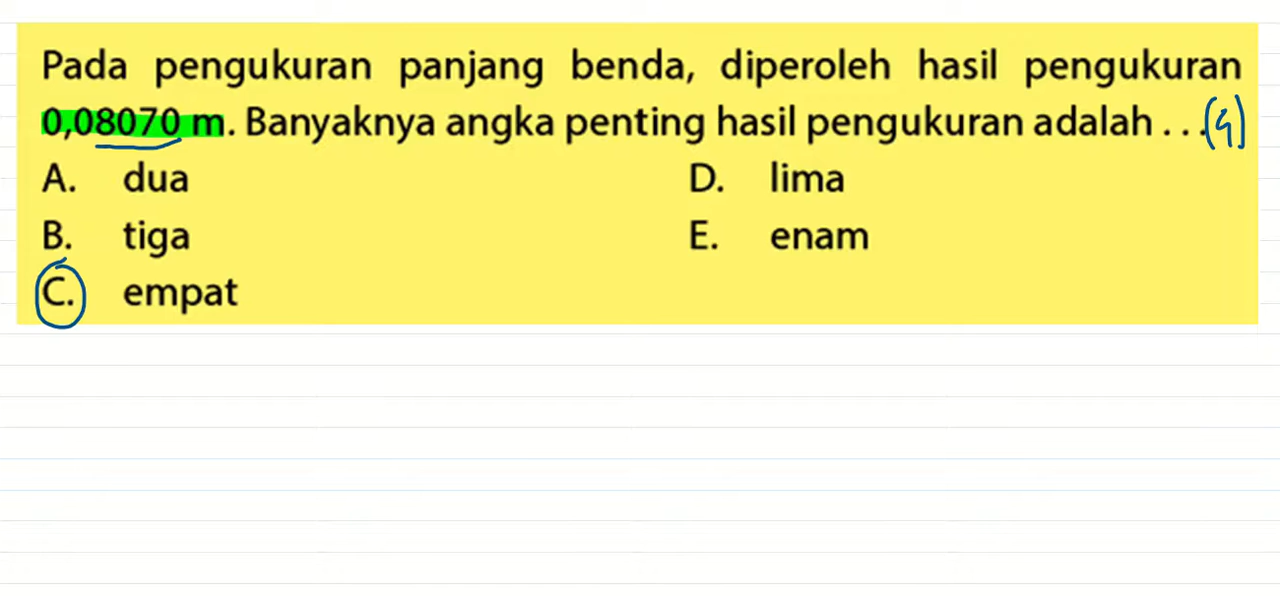 Pada pengukuran panjang benda, diperoleh hasil pengukuran
0,08070 m. Banyaknya angka penting hasil pengukuran adalah . . . (4)
A. dua
B. tiga
C. empat
D. lima
E. enam